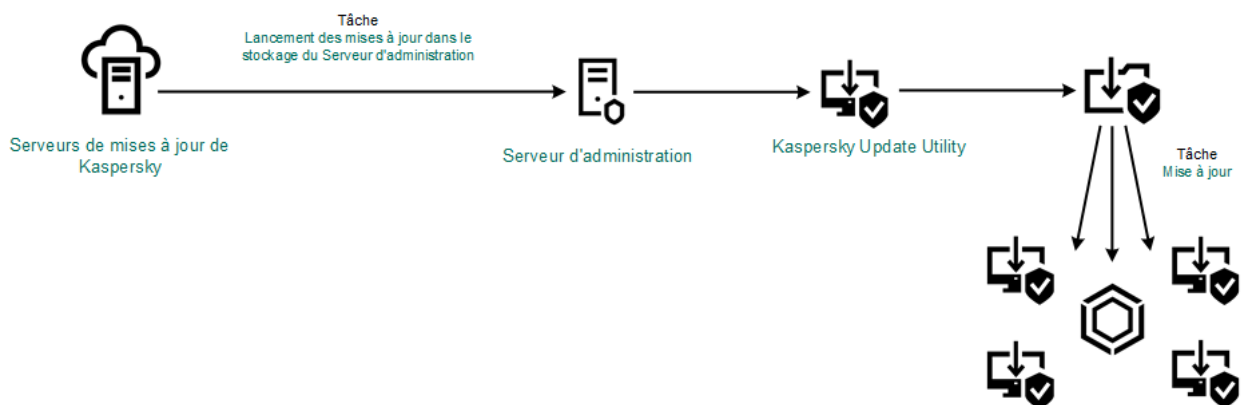 Tâche
Lancement des mises à jour dans le
stockage du Serveur d'administration
Serveurs de mises à jour de
Kaspersky
Serveur d'administration
Kaspersky Update Utility
Tâche
Mise à jour